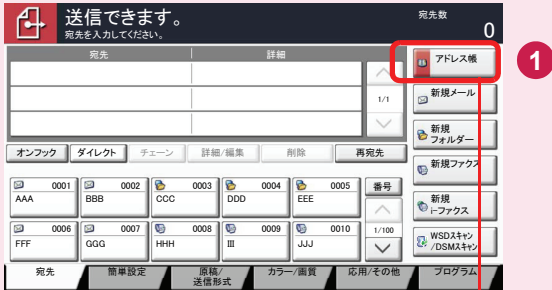 送信できます。
宛先を入力してください。
宛先数
0
宛先
詳細
1/1
アドレス帳
1
新規メール
新規
フォルダー
新規ファクス
新規
i-ファクス
WSDスキャン
/DSMスキャン
オンフック
ダイレクト
チェーン
詳細/編集
削除
再宛先
0001
AAA
0002
BBB
0003
CCC
0004
DDD
0005
EEE
番号
0006
FFF
0007
GGG
0008
HHH
0009
III
0010
JJJ
1/100
宛先
簡単設定
原稿/
送信形式
カラー/画質
応用/その他
プログラム